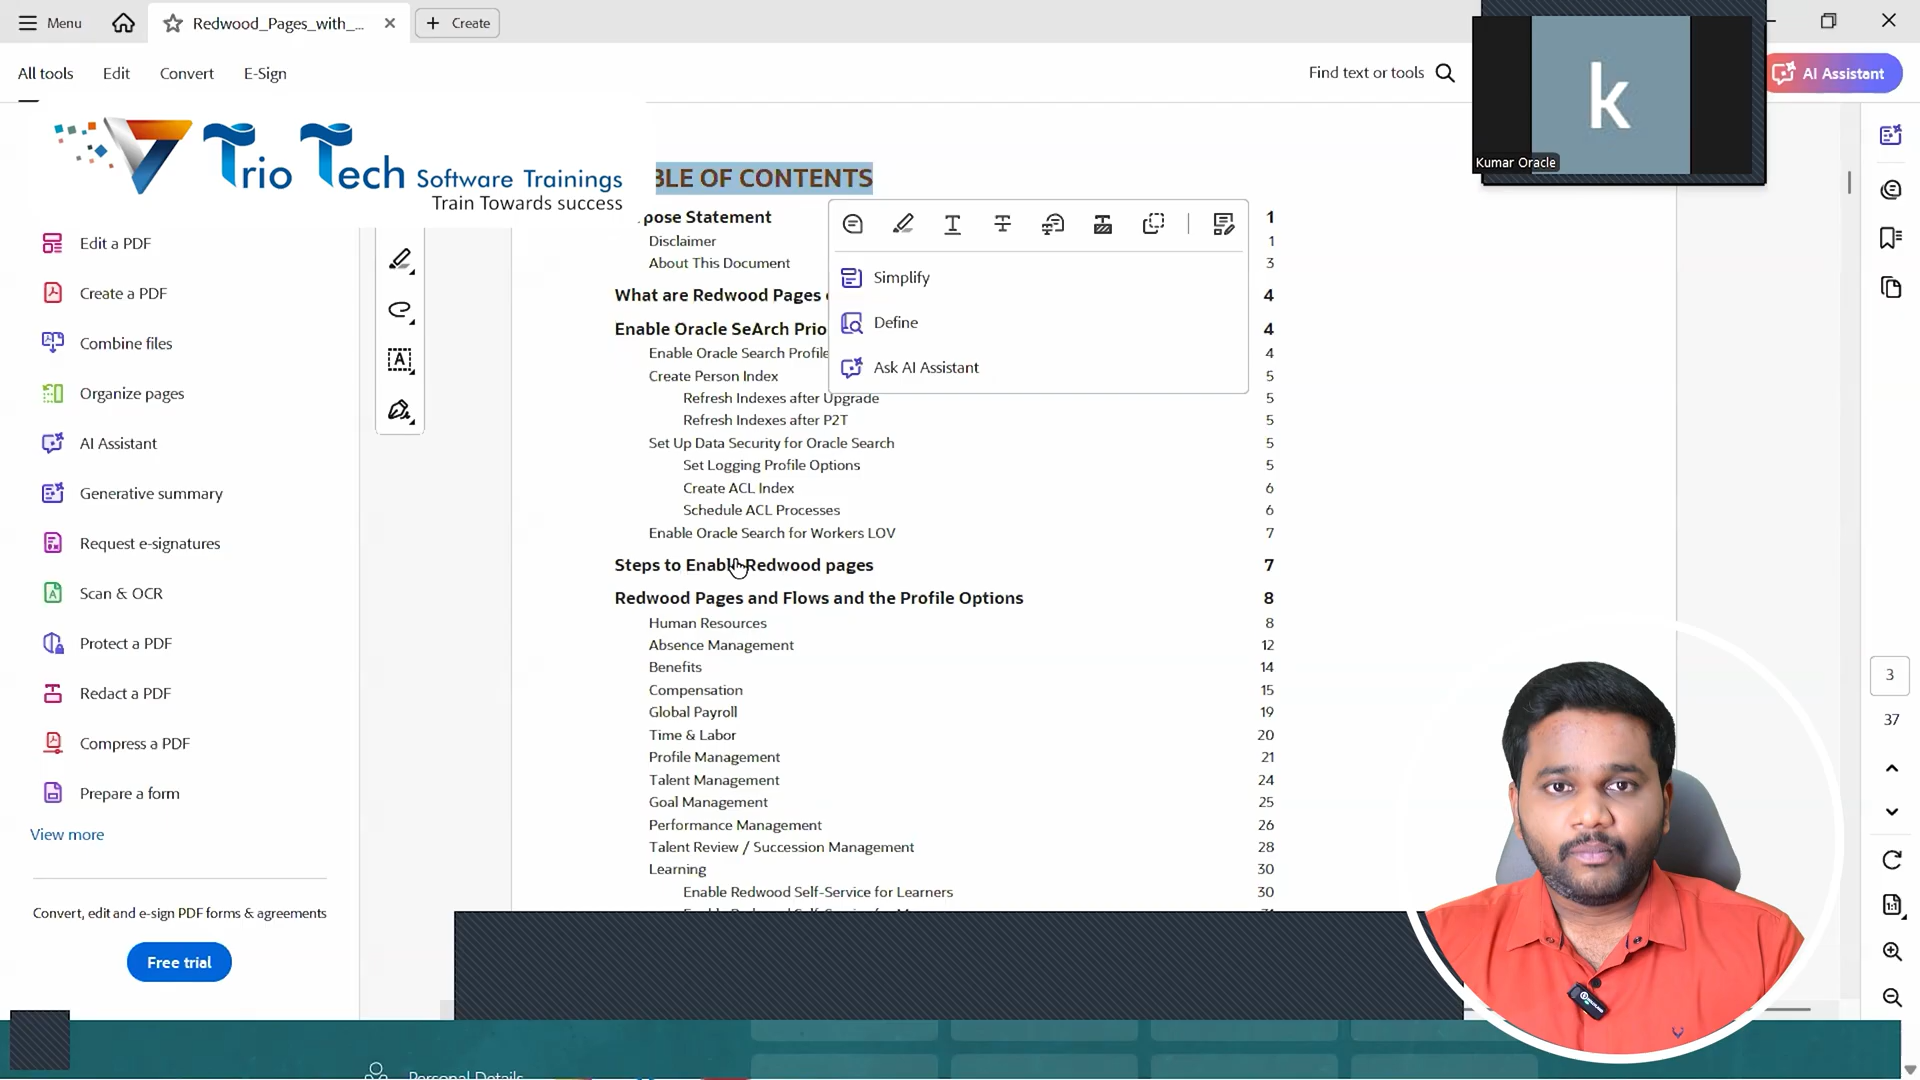 Menu
Redwood_Pages_with_...
Create
All tools
Edit
Convert
E-Sign
Find text or tools
AI Assistant
k
Kumar Oracle
Trio Tech Software Trainings
Train Towards success
BLE OF CONTENTS
pose Statement 1
Disclaimer 1
About This Document 3
What are Redwood Pages 4
Enable Oracle SeArch Prio 4
Enable Oracle Search Profile 4
Create Person Index 5
Refresh Indexes after Upgrade 5
Refresh Indexes after P2T 5
Set Up Data Security for Oracle Search 5
Set Logging Profile Options 5
Create ACL Index 6
Schedule ACL Processes 6
Enable Oracle Search for Workers LOV 7
Steps to Enable Redwood pages 7
Redwood Pages and Flows and the Profile Options 8
Human Resources 8
Absence Management 12
Benefits 14
Compensation 15
Global Payroll 19
Time & Labor 20
Profile Management 21
Talent Management 24
Goal Management 25
Performance Management 26
Talent Review / Succession Management 28
Learning 30
Enable Redwood Self-Service for Learners 30
Simplify
Define
Ask AI Assistant
Edit a PDF
Create a PDF
Combine files
Organize pages
AI Assistant
Generative summary
Request e-signatures
Scan & OCR
Protect a PDF
Redact a PDF
Compress a PDF
Prepare a form
View more
Convert, edit and e-sign PDF forms & agreements
Free trial
3
37
Personal Details